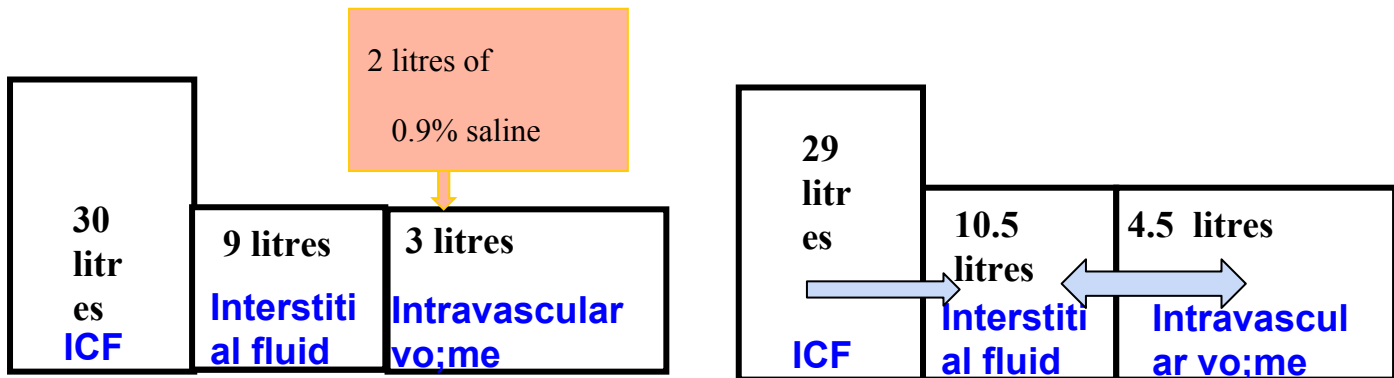 2 litres of
0.9% saline
30
litr
es
ICF
9 litres
Interstiti
al fluid
3 litres
Intravascular
vo;me
29
litr
es
ICF
10.5
litres
Interstiti
al fluid
4.5 litres
Intravascul
ar vo;me